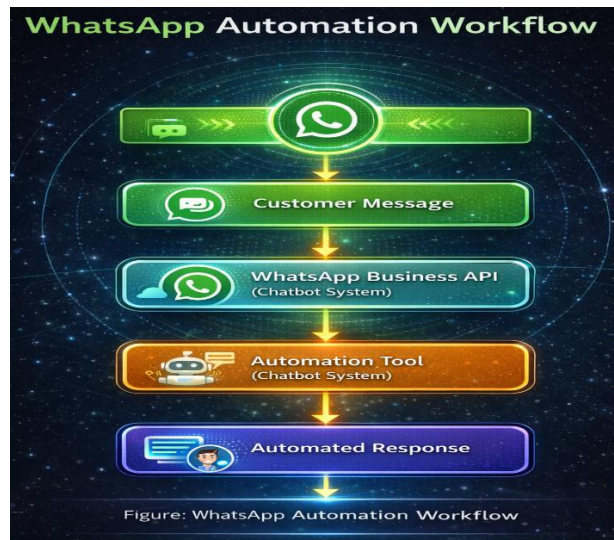 WhatsApp Automation Workflow
Customer Message
WhatsApp Business API
(Chatbot System)
Automation Tool
(Chatbot System)
Automated Response
Figure: WhatsApp Automation Workflow